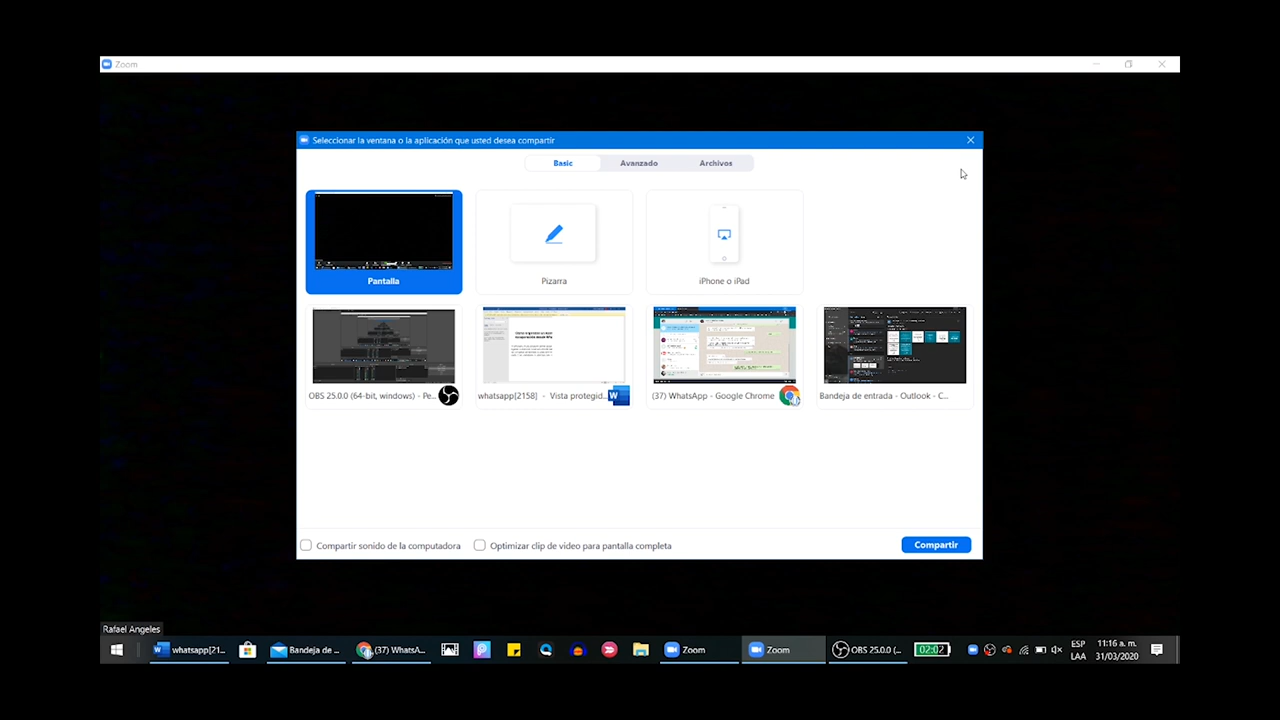 Zoom
Seleccionar la ventana o la aplicación que usted desea compartir
Basic
Avanzado
Archivos
Pantalla
Pizarra
iPhone o iPad
OBS 25.0.0 (64-bit, windows) - Pe...
whatsapp[2158] - Vista protegid...
(37) WhatsApp - Google Chrome
Bandeja de entrada - Outlook - C...
Compartir sonido de la computadora
Optimizar clip de video para pantalla completa
Compartir
Rafael Angeles
whatsapp[21...
Bandeja de ...
(37) WhatsA...
Zoom
Zoom
OBS 25.0.0 (...
02:02
ESP
LAA
11:16 a. m.
31/03/2020